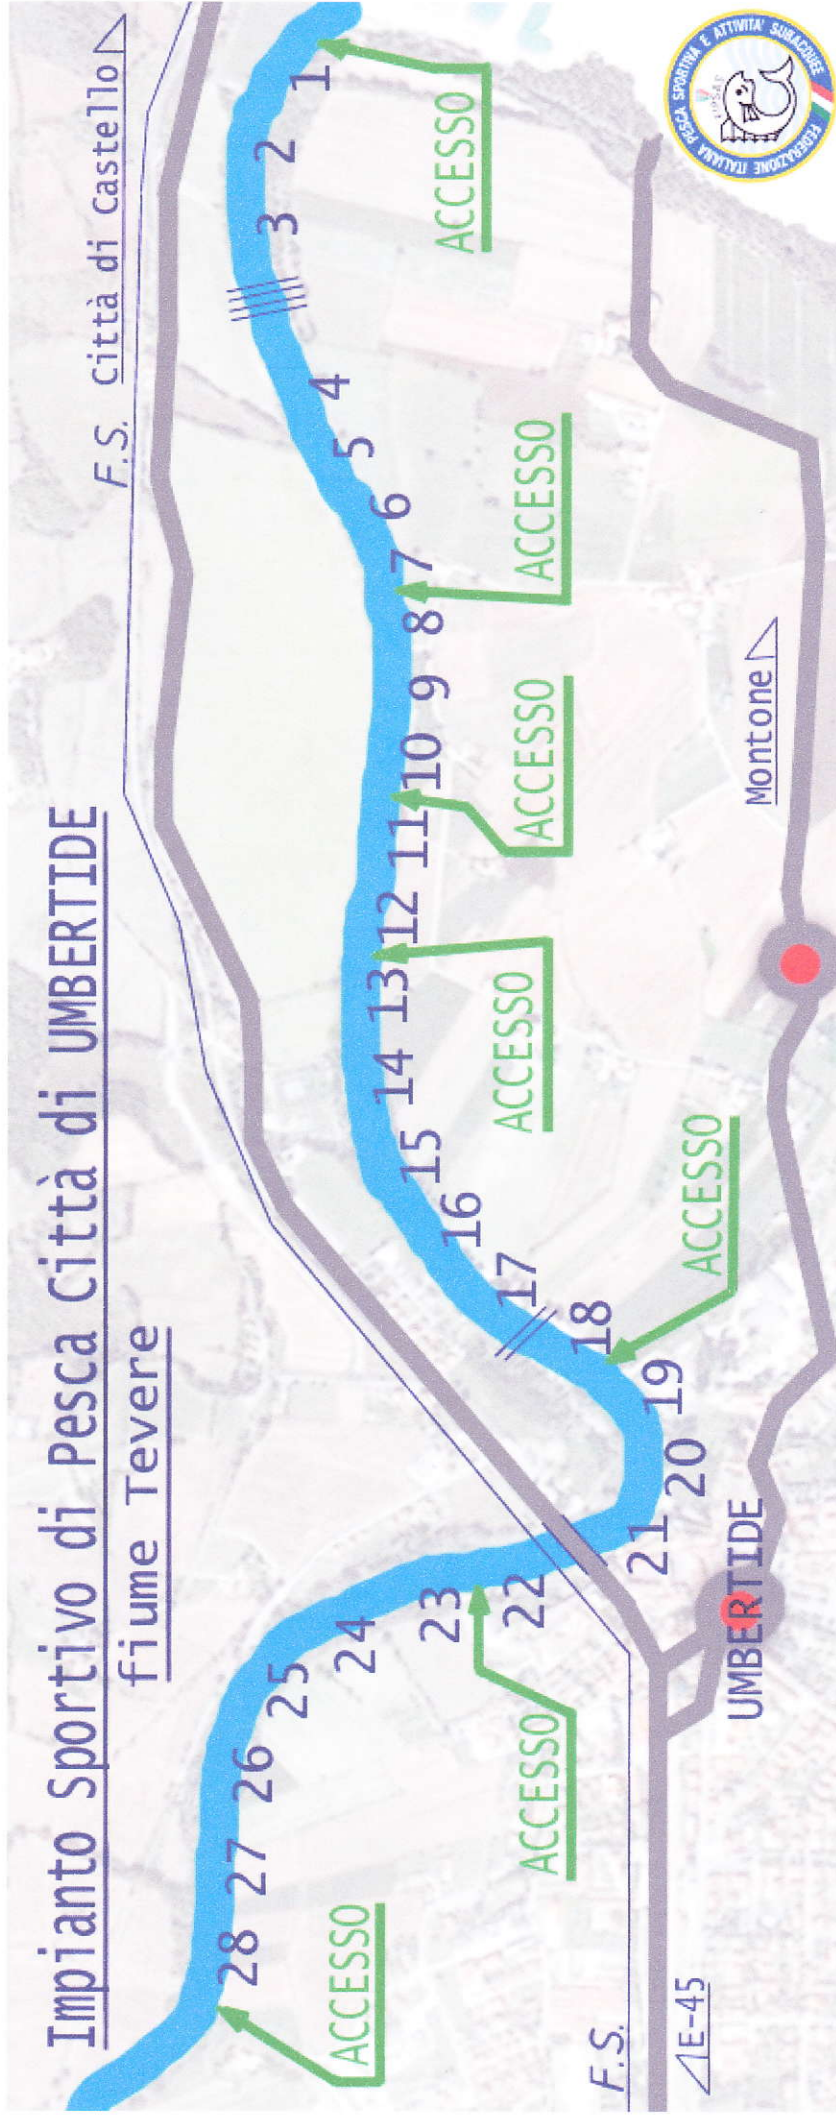 Impianto Sportivo di Pesca Città di UMBERTIDE
fiume Tevere
F.S. Città di Castello
1
2
3
4
5
6
7
8
9
10
11
12
13
14
15
16
17
18
19
20
21
22
23
24
25
26
27
28
ACCESSO
ACCESSO
ACCESSO
ACCESSO
ACCESSO
ACCESSO
ACCESSO
Montone
UMBERTIDE
F.S.
E-45
FEDERAZIONE ITALIANA PESCA SPORTIVA E ATTIVITA' SUBACQUEE